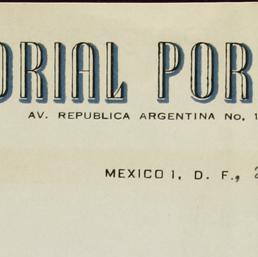 ORIAL POR
AV. REPUBLICA ARGENTINA No. 1
MEXICO 1, D. F., 2